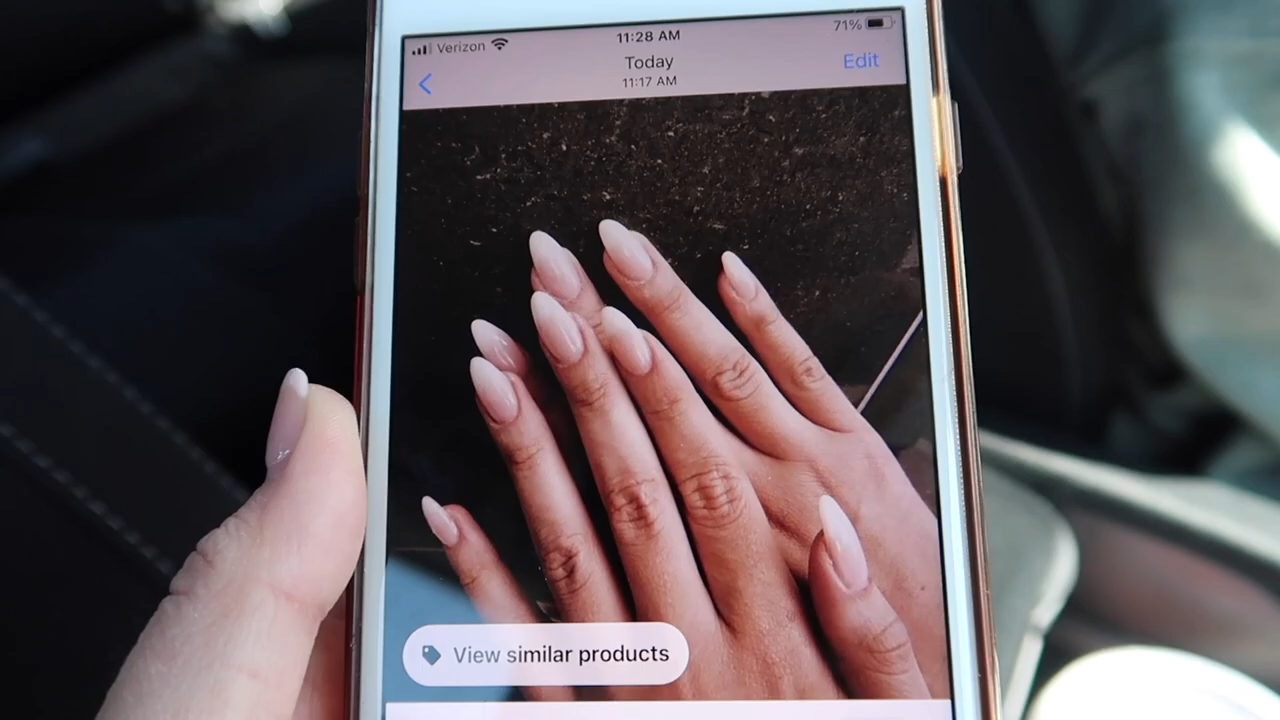 Verizon
11:28 AM
71%
Today
Edit
11:17 AM
View similar products